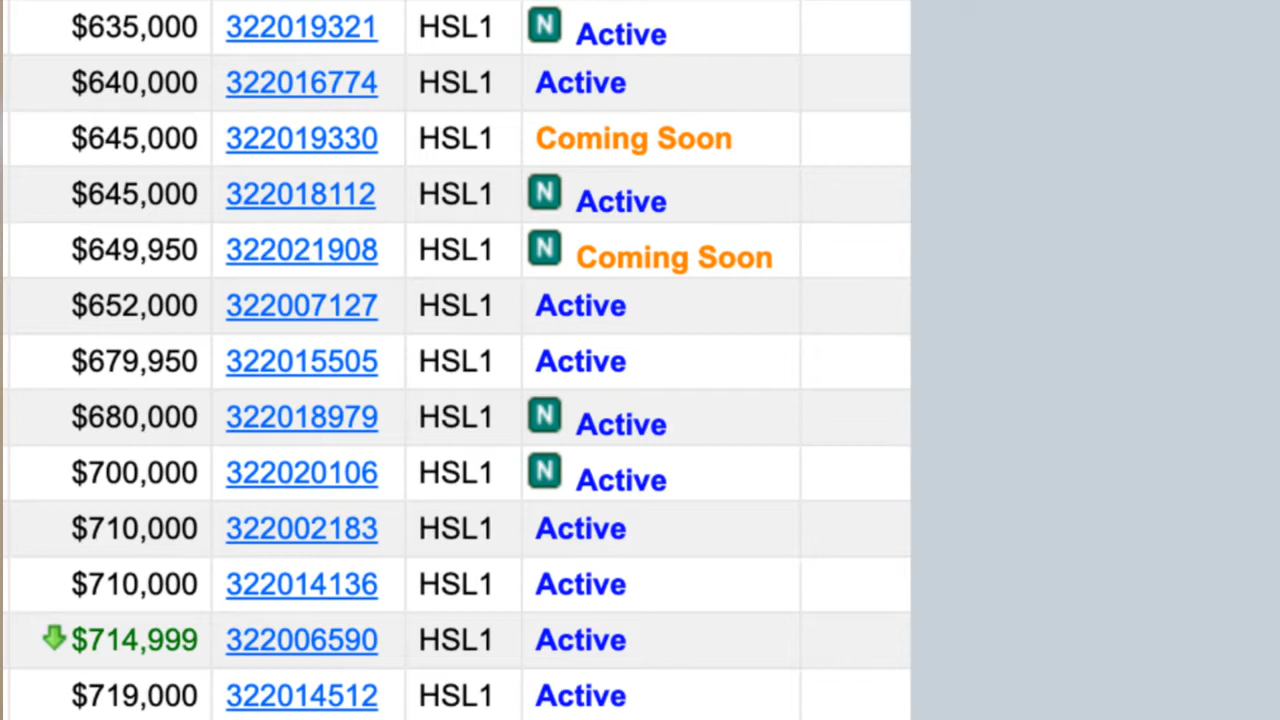 $635,000 322019321 HSL1 N Active
$640,000 322016774 HSL1 Active
$645,000 322019330 HSL1 Coming Soon
$645,000 322018112 HSL1 N Active
$649,950 322021908 HSL1 N Coming Soon
$652,000 322007127 HSL1 Active
$679,950 322015505 HSL1 Active
$680,000 322018979 HSL1 N Active
$700,000 322020106 HSL1 N Active
$710,000 322002183 HSL1 Active
$710,000 322014136 HSL1 Active
$714,999 322006590 HSL1 Active
$719,000 322014512 HSL1 Active